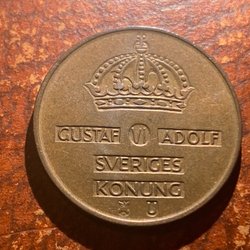 GUSTAF VI ADOLF
SVERIGES
KONUNG
U